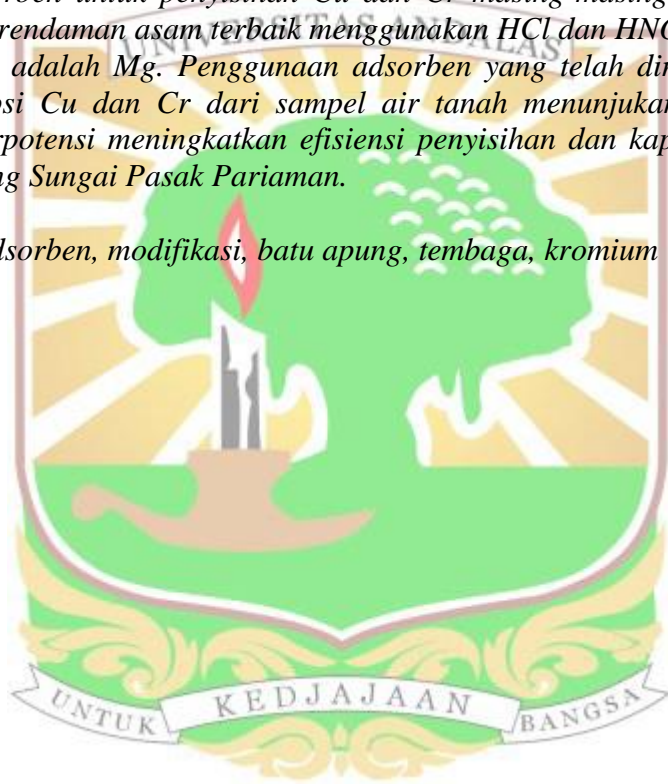 rben untuk penyisihan Cu dan Cr masing-masing
rendaman asam terbaik menggunakan HCl dan HNO
UNIVERSITAS ANDALAS
adalah Mg. Penggunaan adsorben yang telah di
si Cu dan Cr dari sampel air tanah menunjukan
rpotensi meningkatkan efisiensi penyisihan dan kap
ng Sungai Pasak Pariaman.
dsorben, modifikasi, batu apung, tembaga, kromium
UNTUK KEDJAJAAN BANGSA